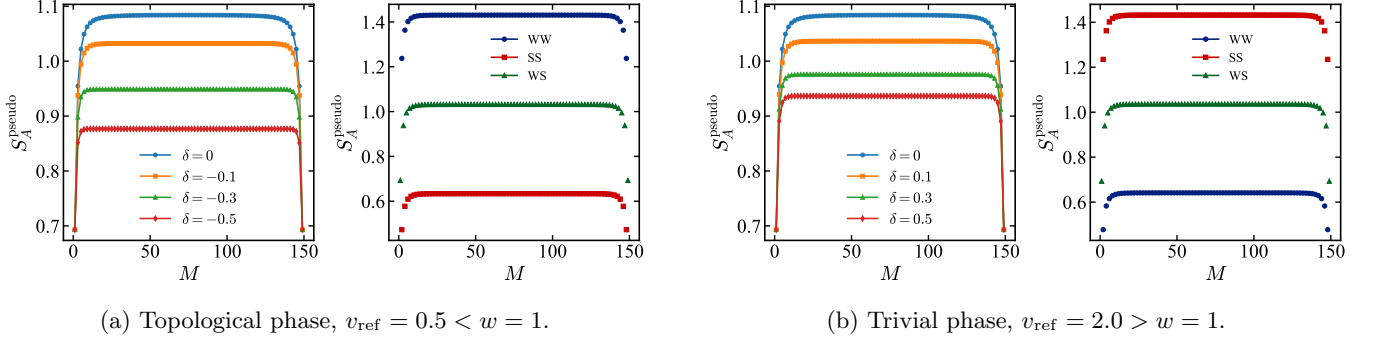 1.1
1.0
0.9
0.8
0.7
S_A^pseudo
δ = 0
δ = −0.1
δ = −0.3
δ = −0.5
0 50 100 150
M
1.4
1.2
1.0
0.8
0.6
S_A^pseudo
WW
SS
WS
0 50 100 150
M
(a) Topological phase, v_ref = 0.5 < w = 1.
1.1
1.0
0.9
0.8
0.7
S_A^pseudo
δ = 0
δ = 0.1
δ = 0.3
δ = 0.5
0 50 100 150
M
1.4
1.2
1.0
0.8
0.6
S_A^pseudo
WW
SS
WS
0 50 100 150
M
(b) Trivial phase, v_ref = 2.0 > w = 1.